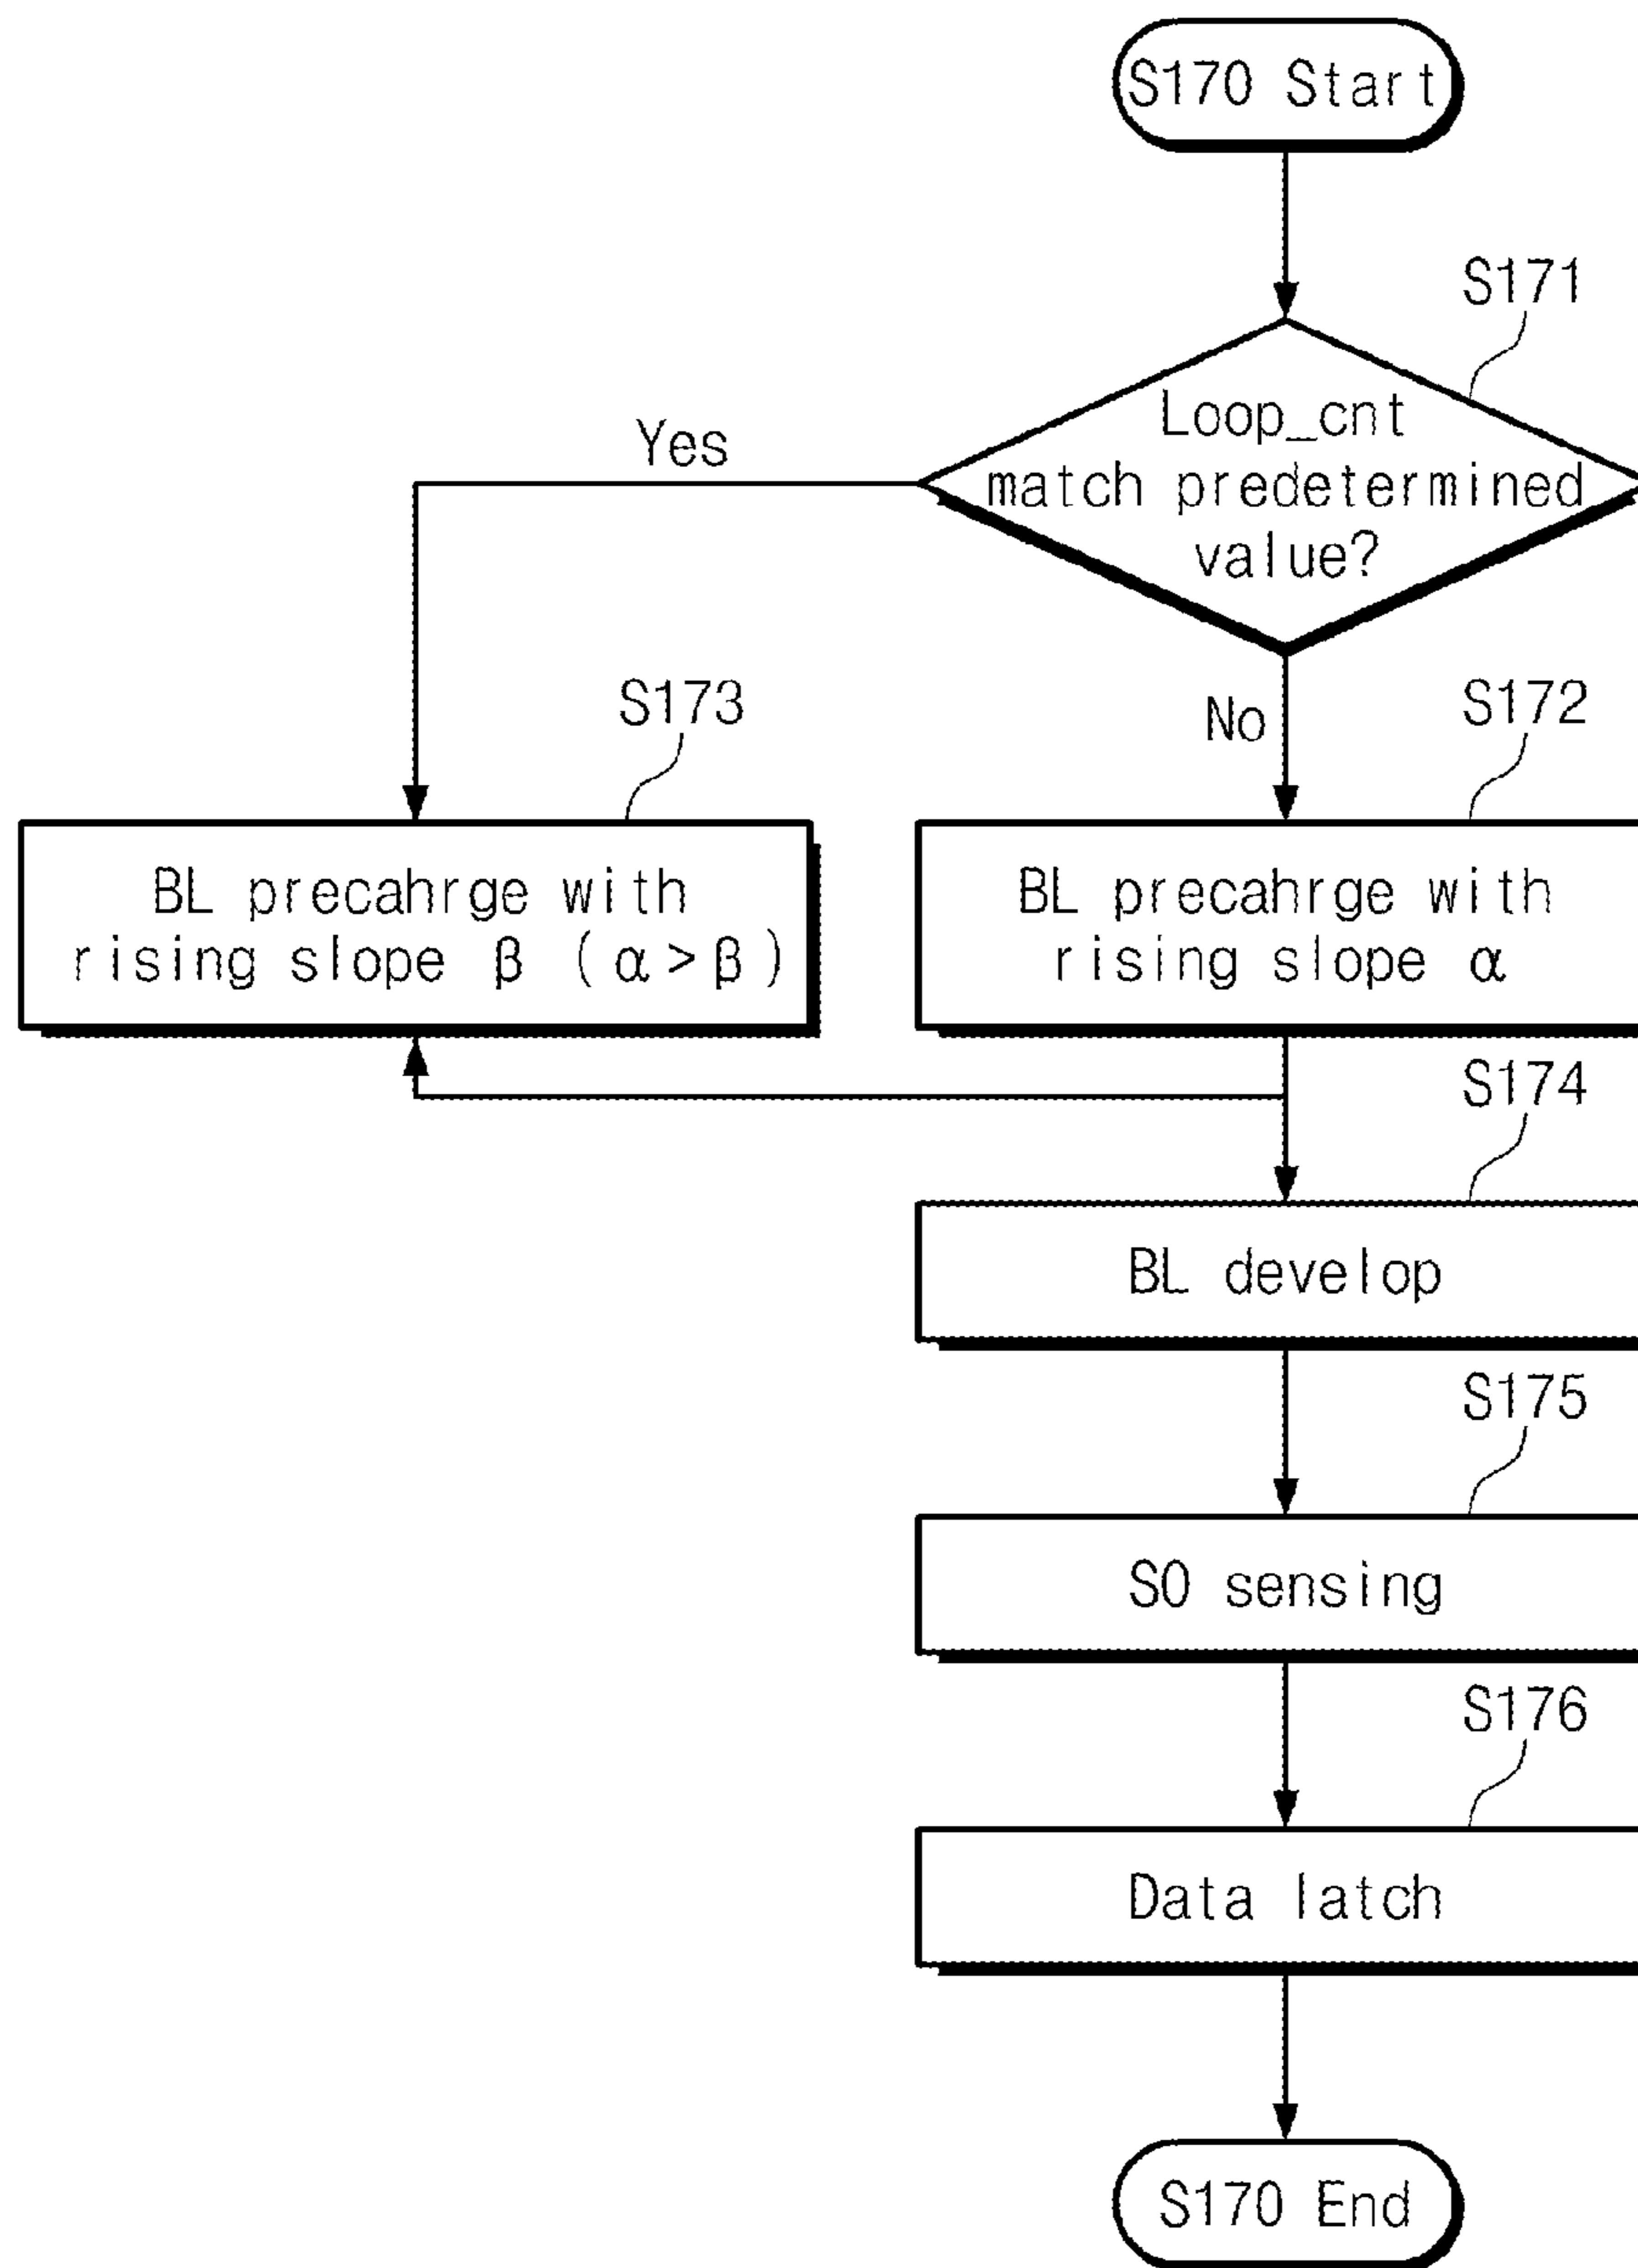 S170 Start
S171
Loop_cnt
match predetermined
value?
Yes
No
S173
S172
BL precahrge with
rising slope β (α>β)
BL precahrge with
rising slope α
S174
BL develop
S175
SO sensing
S176
Data latch
S170 End